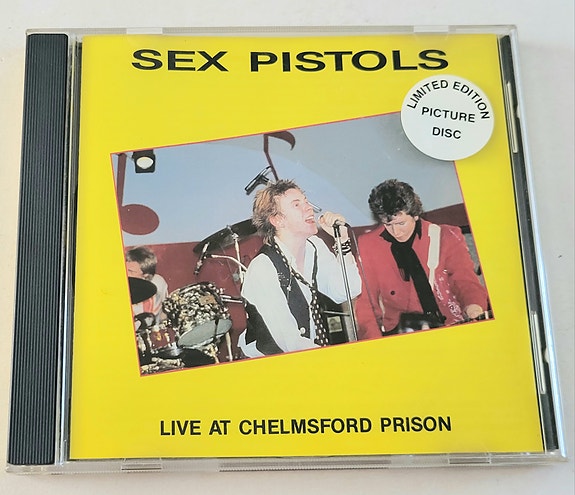 SEX PISTOLS
LIMITED EDITION
PICTURE
DISC
LIVE AT CHELMSFORD PRISON